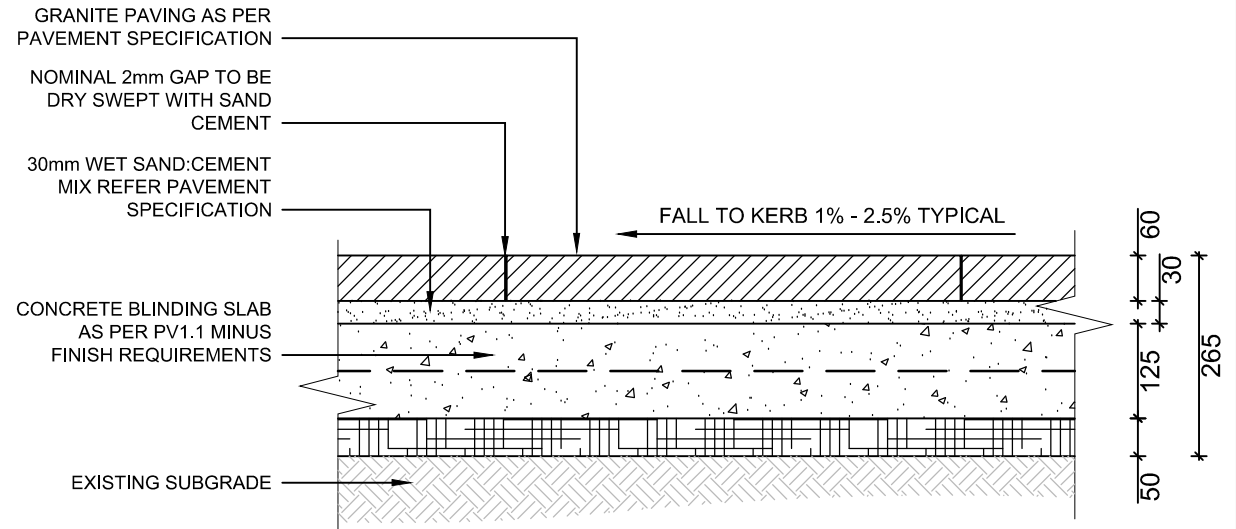 GRANITE PAVING AS PER
PAVEMENT SPECIFICATION
NOMINAL 2mm GAP TO BE
DRY SWEPT WITH SAND
CEMENT
30mm WET SAND:CEMENT
MIX REFER PAVEMENT
SPECIFICATION
FALL TO KERB 1% - 2.5% TYPICAL
CONCRETE BLINDING SLAB
AS PER PV1.1 MINUS
FINISH REQUIREMENTS
EXISTING SUBGRADE
60
30
125
265
50